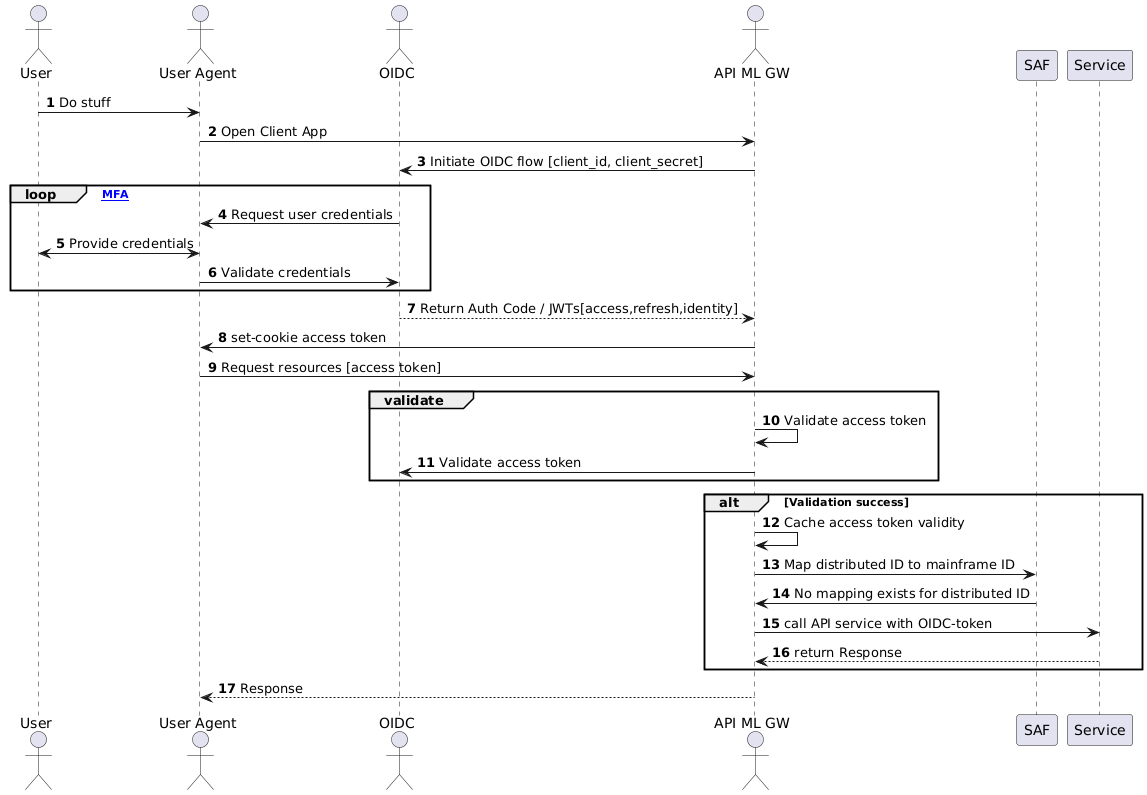 User
User Agent
OIDC
API ML GW
SAF
Service
1 Do stuff
2 Open Client App
3 Initiate OIDC flow [client_id, client_secret]
loop MFA
4 Request user credentials
5 Provide credentials
6 Validate credentials
7 Return Auth Code / JWTs[access,refresh,identity]
8 set-cookie access token
9 Request resources [access token]
validate
10 Validate access token
11 Validate access token
alt [Validation success]
12 Cache access token validity
13 Map distributed ID to mainframe ID
14 No mapping exists for distributed ID
15 call API service with OIDC-token
16 return Response
17 Response
User
User Agent
OIDC
API ML GW
SAF
Service